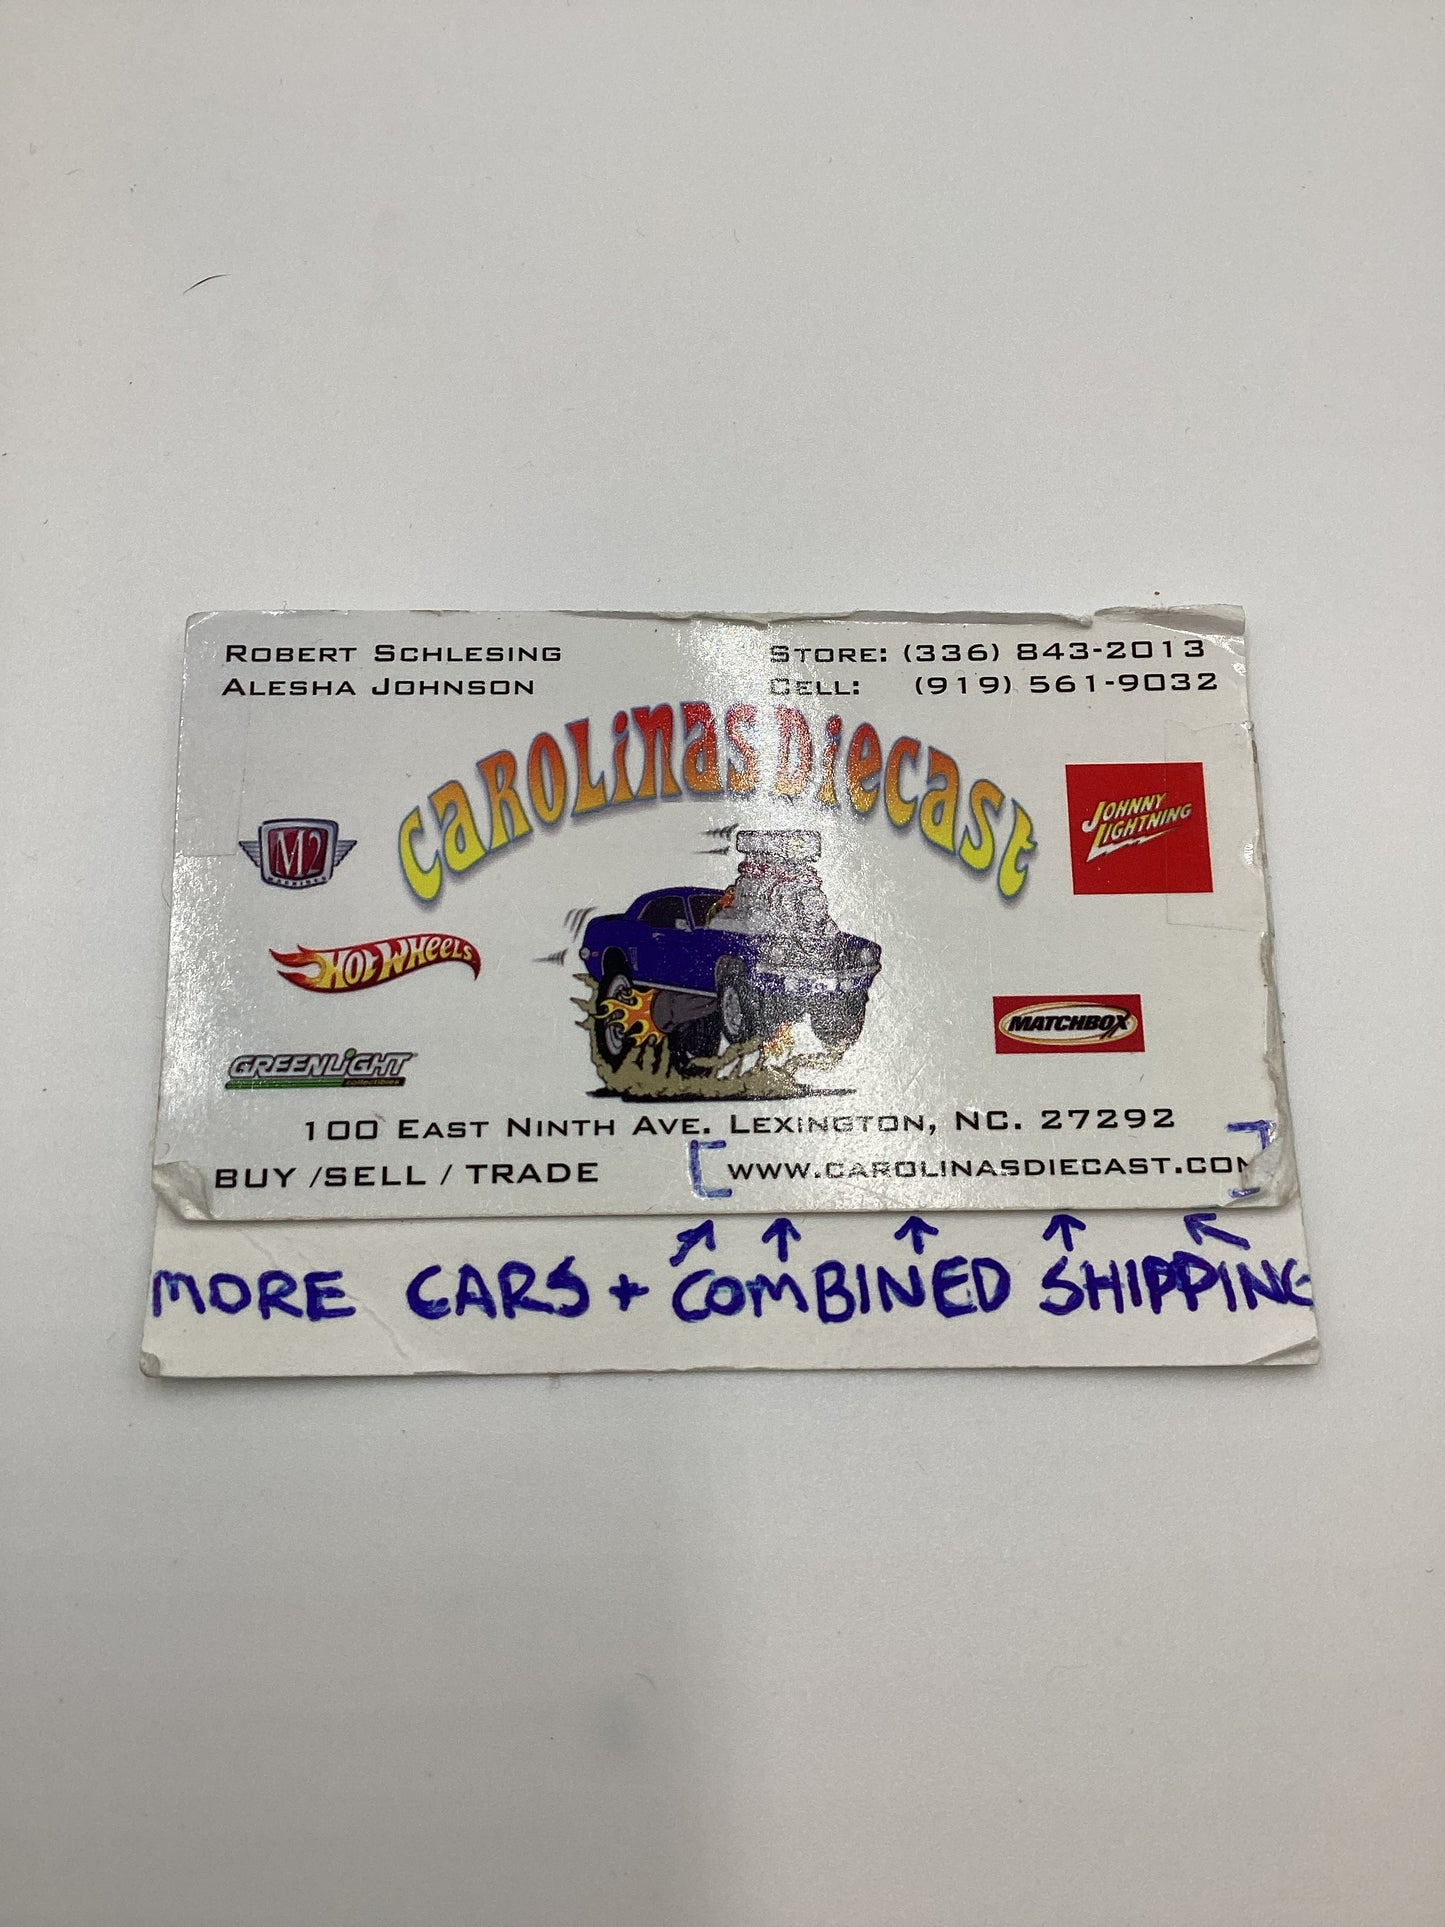 ROBERT SCHLESING
ALESHA JOHNSON
STORE: (336) 843-2013
CELL: (919) 561-9032
CAROLINAS DIECAST
M2
MACHINES
JOHNNY
LIGHTNING
HOT WHEELS
MATCHBOX
GREENLIGHT
collectibles
100 EAST NINTH AVE. LEXINGTON, NC. 27292
BUY /SELL / TRADE [WWW.CAROLINASDIECAST.COM]
MORE CARS + COMBINED SHIPPING